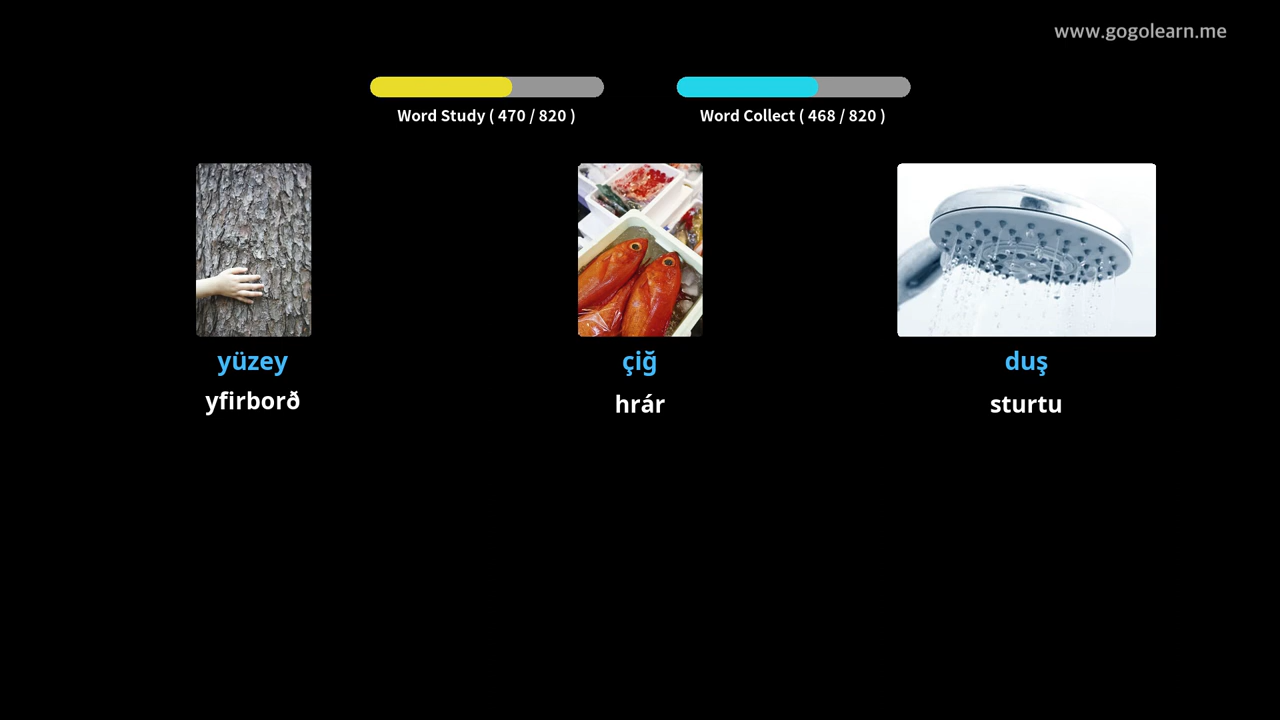 www.gogolearn.me
Word Study ( 470 / 820 )
Word Collect ( 468 / 820 )
yüzey
yfirborð
çiğ
hrár
duş
sturtu